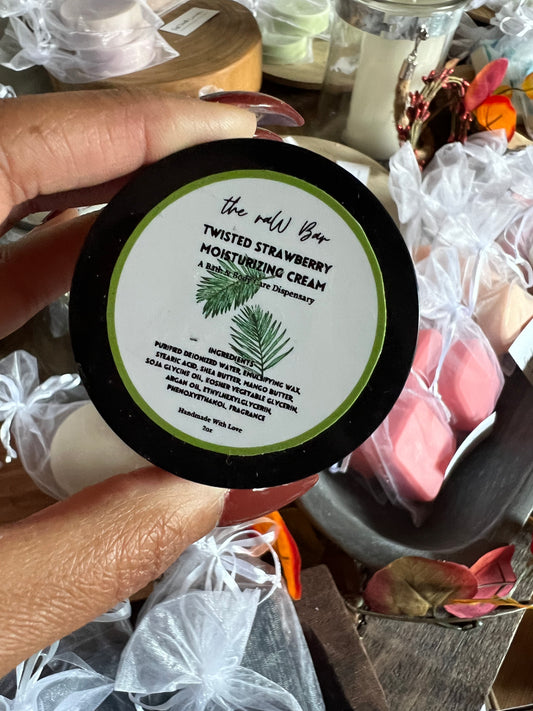 the raW Bar
TWISTED STRAWBERRY
MOISTURIZING CREAM
A Bath & Body Care Dispensary
INGREDIENTS
PURIFIED DEIONIZED WATER, EMULSIFYING WAX,
STEARIC ACID, SHEA BUTTER, MANGO BUTTER,
SOJA GLYCINE OIL, KOSHER VEGETABLE GLYCERIN,
ARGAN OIL, ETHYLHEXYLGLYCERIN,
PHENOXYETHANOL, FRAGRANCE
Handmade With Love
2oz